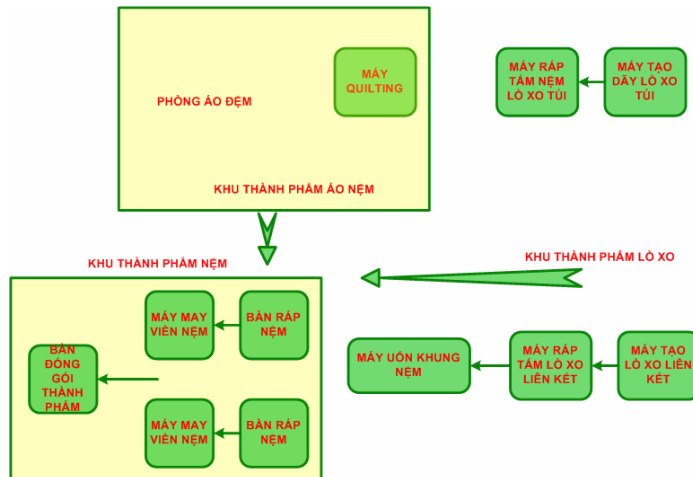 MÁY
QUILTING
PHÒNG ÁO ĐỆM
KHU THÀNH PHẨM ÁO NỆM
MÁY RÁP
TẤM NỆM
LÒ XO TÚI
MÁY TẠO
DÃY LÒ XO
TÚI
KHU THÀNH PHẨM NỆM
KHU THÀNH PHẨM LÒ XO
MÁY MAY
VIỀN NỆM
BÀN RÁP
NỆM
BÀN
ĐÓNG
GÓI
THÀNH
PHẨM
MÁY MAY
VIỀN NỆM
BÀN RÁP
NỆM
MÁY UỐN KHUNG
NỆM
MÁY RÁP
TẤM LÒ XO
LIÊN KẾT
MÁY TẠO
LÒ XO LIÊN
KẾT